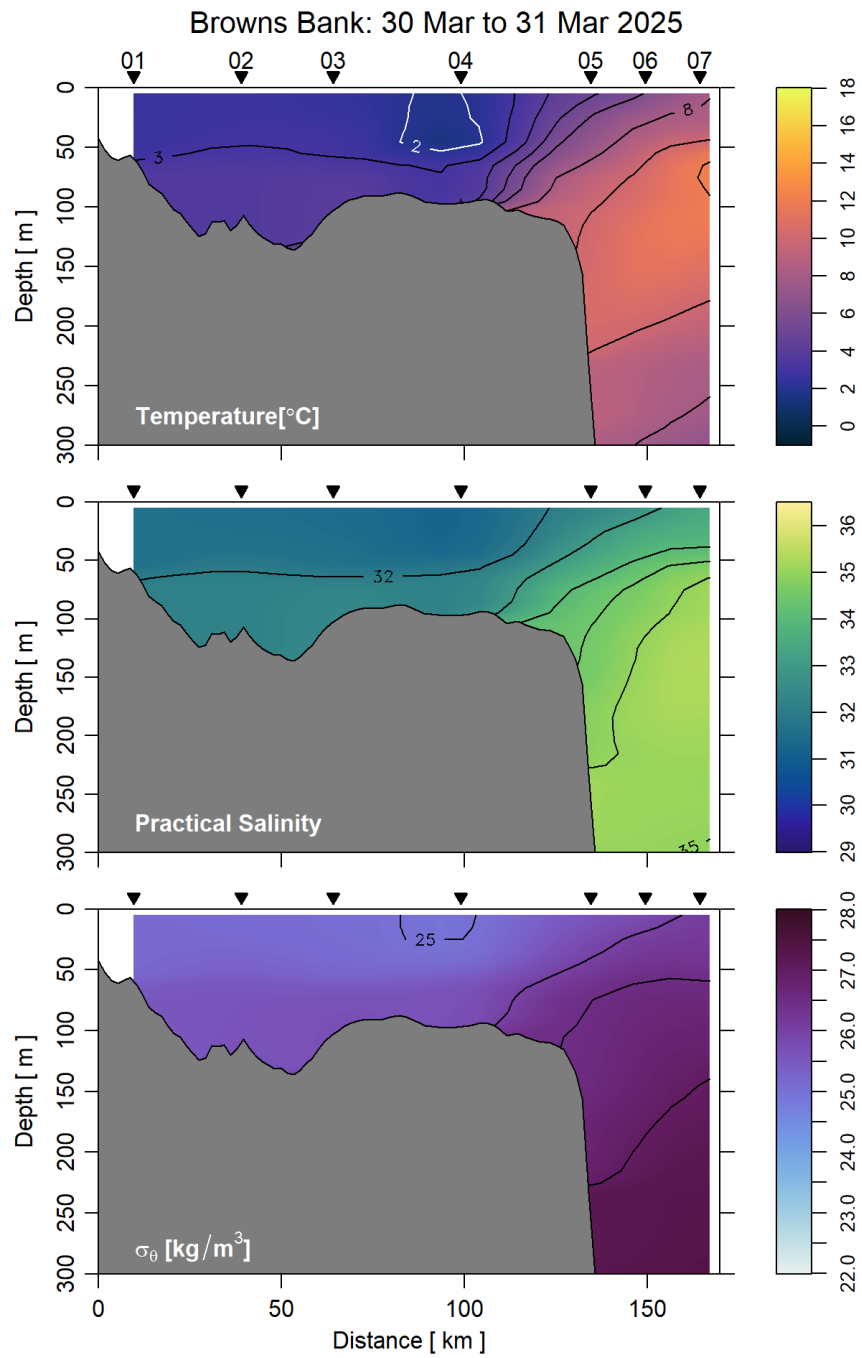 Browns Bank: 30 Mar to 31 Mar 2025
01 02 03 04 05 06 07
0 50 100 150 200 250 300
Depth [ m ]
3 2 8
Temperature[°C]
18 16 14 12 10 8 6 4 2 0
0 50 100 150 200 250 300
Depth [ m ]
32 35
Practical Salinity
36 35 34 33 32 31 30 29
0 50 100 150 200 250 300
Depth [ m ]
25
σθ [kg/m³]
28.0 27.0 26.0 25.0 24.0 23.0 22.0
0 50 100 150
Distance [ km ]